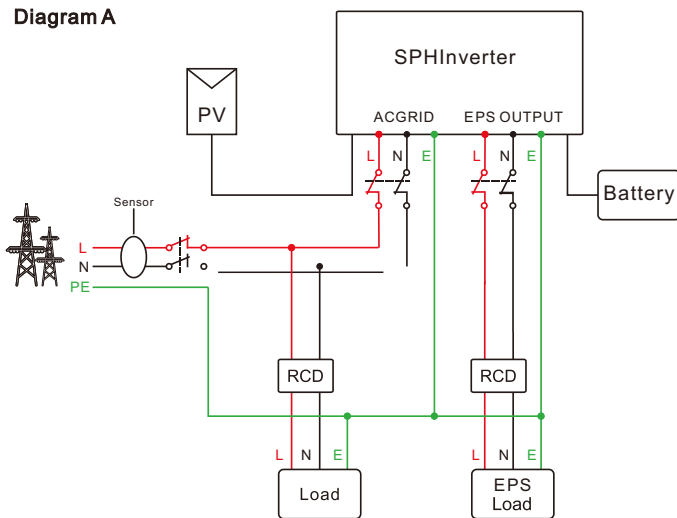 Diagram A
SPHInverter
PV
ACGRID
EPS OUTPUT
L
N
E
L
N
E
Battery
Sensor
L
N
PE
RCD
RCD
L
N
E
L
N
E
Load
EPS
Load